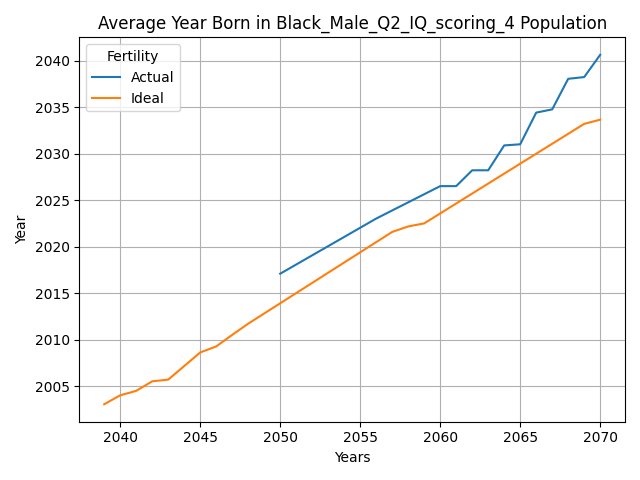 Average Year Born in Black_Male_Q2_IQ_scoring_4 Population
Fertility
Actual
Ideal
Year
2040
2035
2030
2025
2020
2015
2010
2005
2040
2045
2050
2055
2060
2065
2070
Years